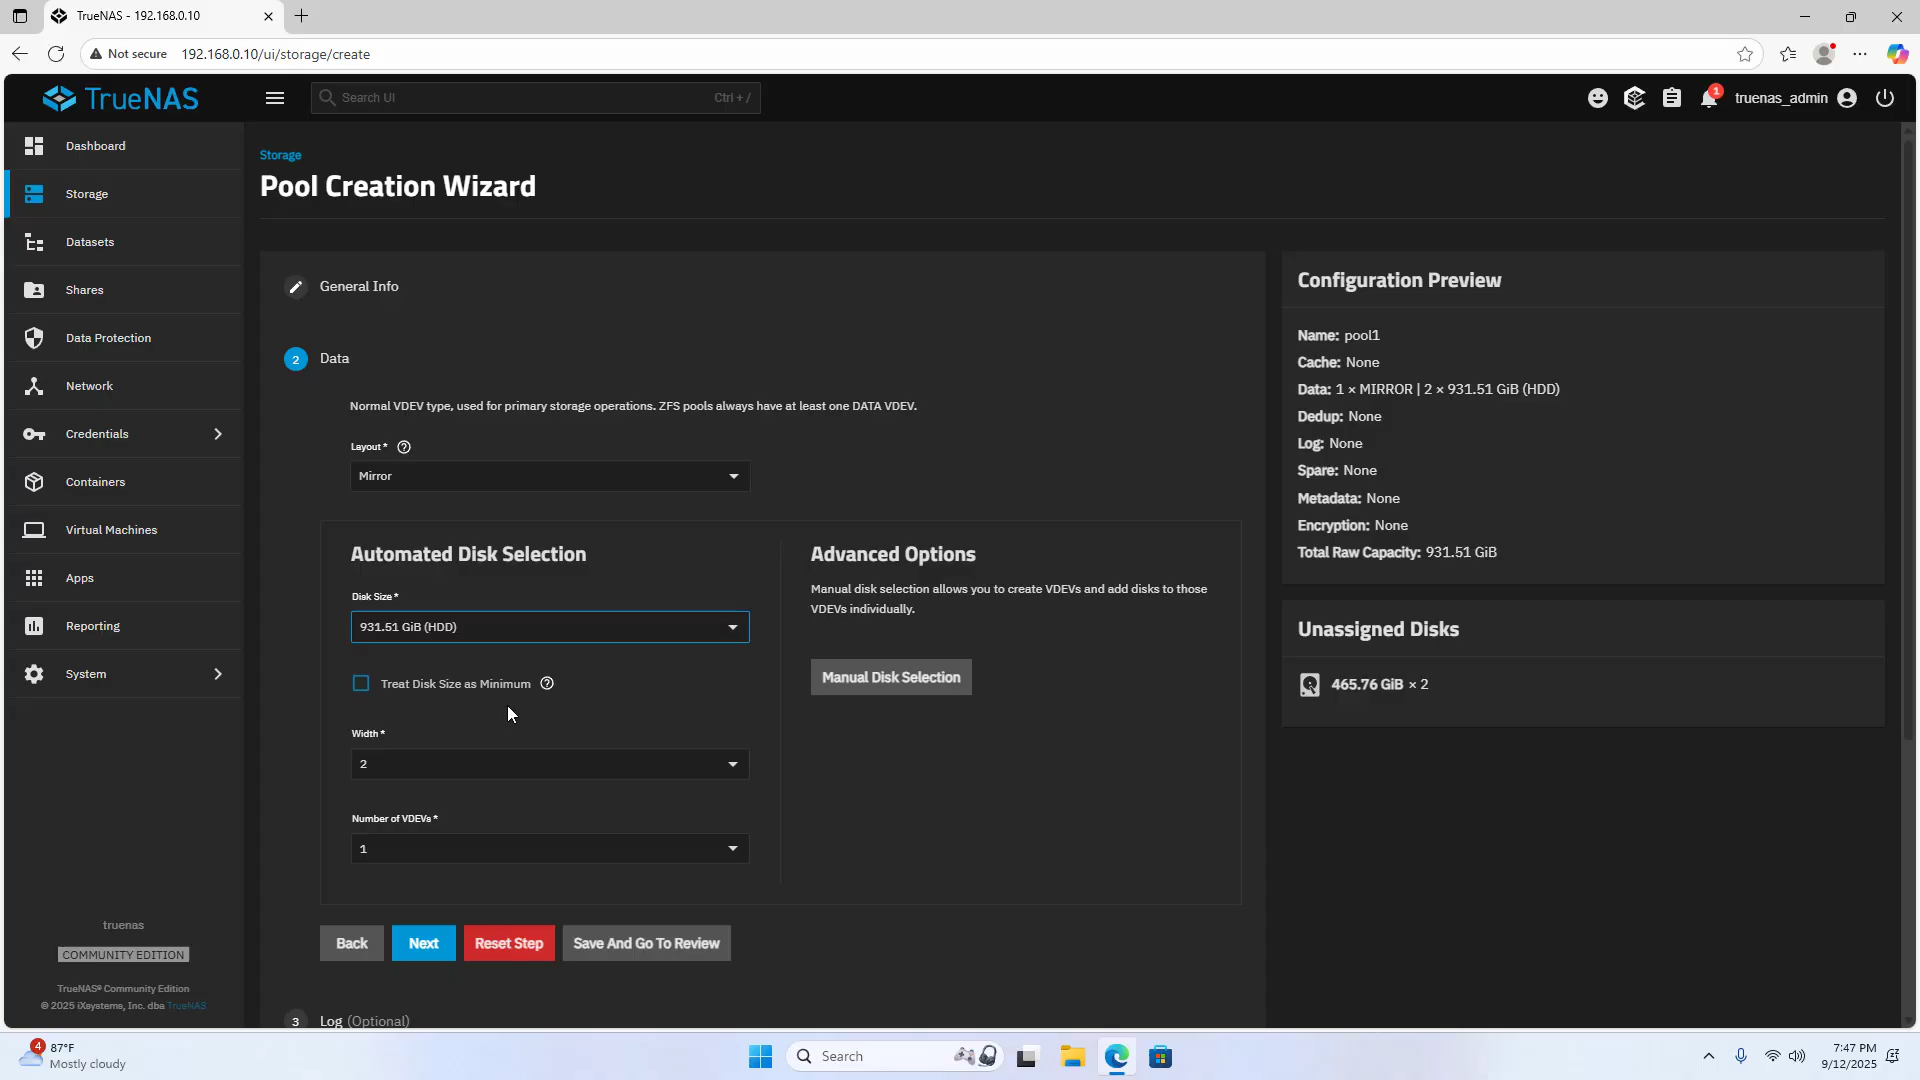 TrueNAS - 192.168.0.10
Not secure
192.168.0.10/ui/storage/create
TrueNAS
Search UI
Ctrl + /
1
truenas_admin
Dashboard
Storage
Datasets
Shares
Data Protection
Network
Credentials
Containers
Virtual Machines
Apps
Reporting
System
truenas
COMMUNITY EDITION
TrueNAS® Community Edition
© 2025 iXsystems, Inc. dba TrueNAS
Storage
Pool Creation Wizard
General Info
2 Data
Normal VDEV type, used for primary storage operations. ZFS pools always have at least one DATA VDEV.
Layout *
Mirror
Automated Disk Selection
Disk Size *
931.51 GiB (HDD)
Treat Disk Size as Minimum
Width *
2
Number of VDEVs *
1
Advanced Options
Manual disk selection allows you to create VDEVs and add disks to those
VDEVs individually.
Manual Disk Selection
Back
Next
Reset Step
Save And Go To Review
3 Log (Optional)
Configuration Preview
Name: pool1
Cache: None
Data: 1 × MIRROR | 2 × 931.51 GiB (HDD)
Dedup: None
Log: None
Spare: None
Metadata: None
Encryption: None
Total Raw Capacity: 931.51 GiB
Unassigned Disks
465.76 GiB × 2
4
87°F
Mostly cloudy
Search
7:47 PM
9/12/2025